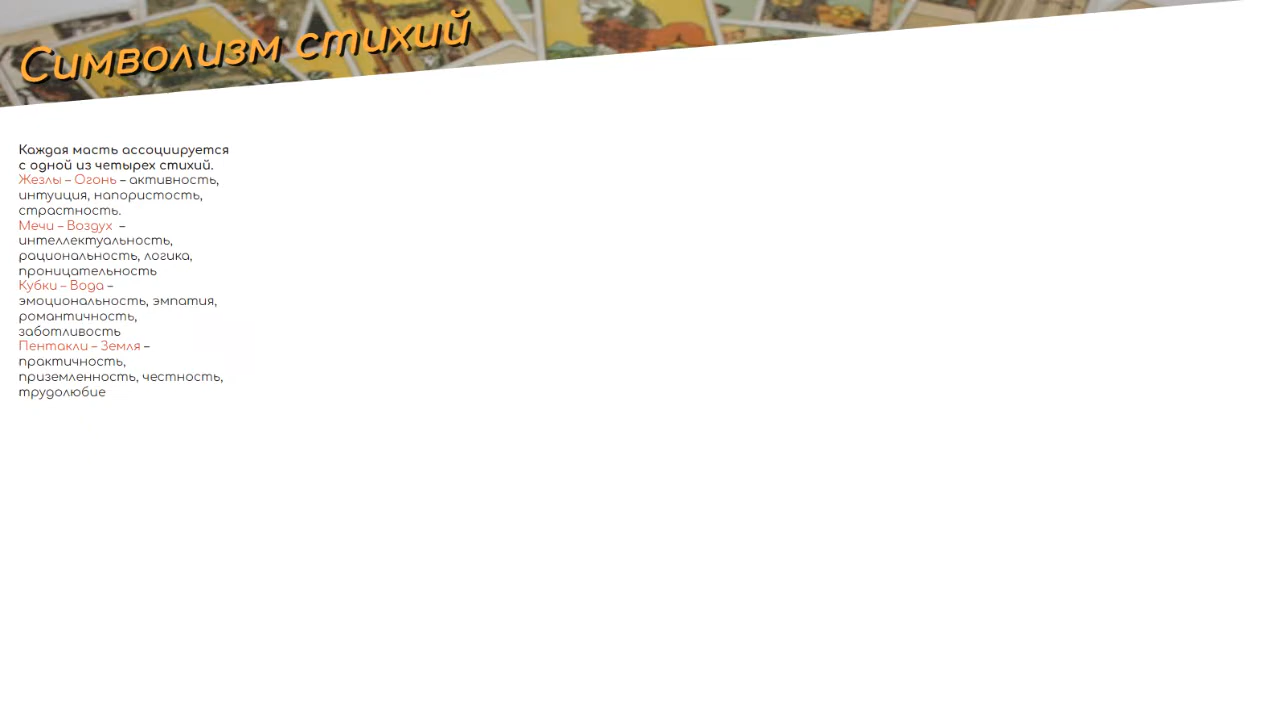 Символизм стихий
Каждая масть ассоциируется
с одной из четырех стихий.
Жезлы – Огонь – активность,
интуиция, напористость,
страстность.
Мечи – Воздух –
интеллектуальность,
рациональность, логика,
проницательность
Кубки – Вода –
эмоциональность, эмпатия,
романтичность,
заботливость
Пентакли – Земля –
практичность,
приземленность, честность,
трудолюбие